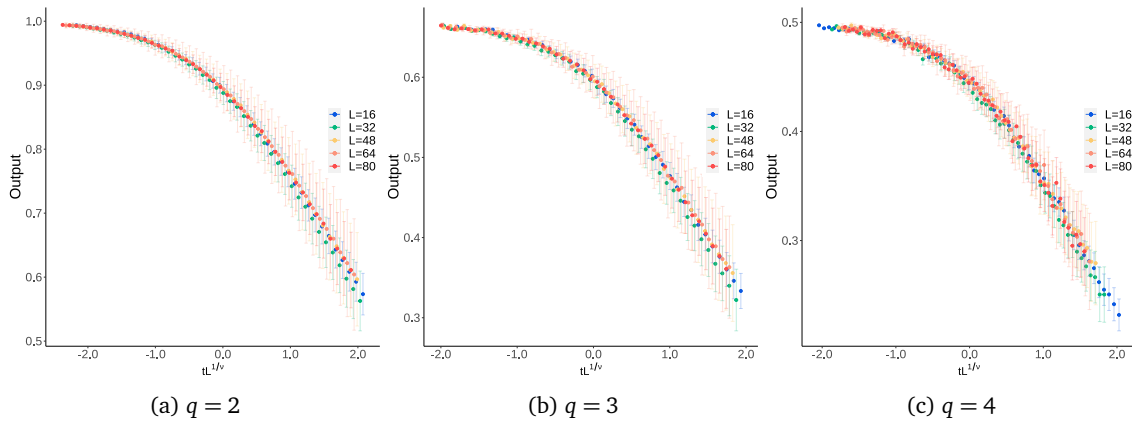 1.0
0.9
0.8
0.7
0.6
0.5
Output
-2.0 -1.0 0.0 1.0 2.0
tL^{1/ν}
L=16
L=32
L=48
L=64
L=80
(a) q = 2
0.6
0.5
0.4
0.3
Output
-2.0 -1.0 0.0 1.0 2.0
tL^{1/ν}
L=16
L=32
L=48
L=64
L=80
(b) q = 3
0.5
0.4
0.3
Output
-2.0 -1.0 0.0 1.0 2.0
tL^{1/ν}
L=16
L=32
L=48
L=64
L=80
(c) q = 4